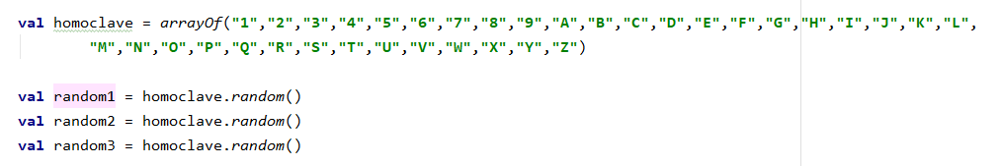 val homoclave = arrayOf("1","2","3","4","5","6","7","8","9","A","B","C","D","E","F","G","H","I","J","K","L",
"M","N","O","P","Q","R","S","T","U","V","W","X","Y","Z")
val random1 = homoclave.random()
val random2 = homoclave.random()
val random3 = homoclave.random()